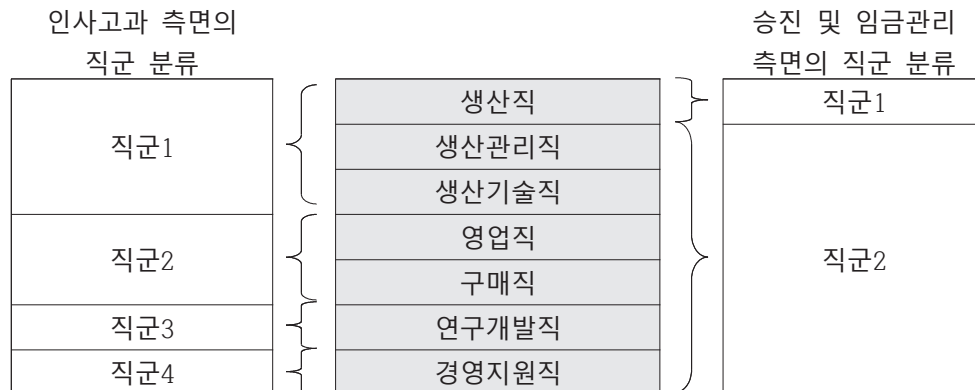 인사고과 측면의
직군 분류
승진 및 임금관리
측면의 직군 분류
직군1
직군2
직군3
직군4
생산직
생산관리직
생산기술직
영업직
구매직
연구개발직
경영지원직
직군1
직군2